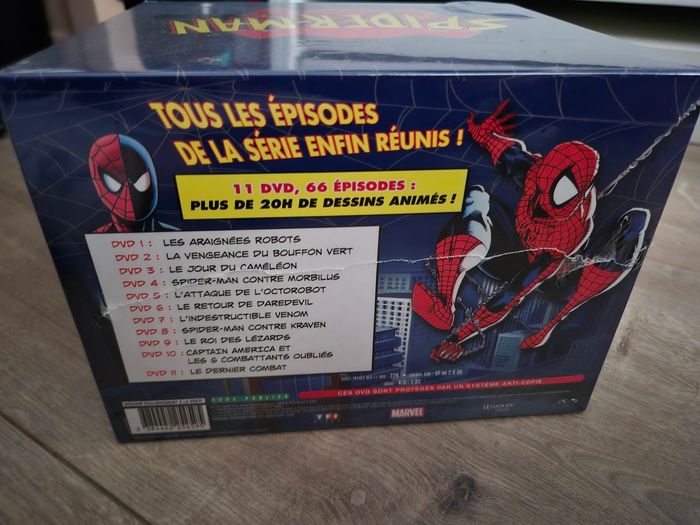 SPIDERMAN
TOUS LES ÉPISODES
DE LA SÉRIE ENFIN RÉUNIS !
11 DVD, 66 ÉPISODES :
PLUS DE 20H DE DESSINS ANIMÉS !
DVD 1 : LES ARAIGNÉES ROBOTS
DVD 2 : LA VENGEANCE DU BOUFFON VERT
DVD 3 : LE JOUR DU CAMÉLÉON
DVD 4 : SPIDER-MAN CONTRE MORBILUS
DVD 5 : L'ATTAQUE DE L'OCTOROBOT
DVD 6 : LE RETOUR DE DAREDEVIL
DVD 7 : L'INDESTRUCTIBLE VENOM
DVD 8 : SPIDER-MAN CONTRE KRAVEN
DVD 9 : LE ROI DES LÉZARDS
DVD 10 : CAPTAIN AMERICA ET
LES 6 COMBATTANTS OUBLIÉS
DVD 11 : LE DERNIER COMBAT
CES DVD SONT PROTÉGÉS PAR UN SYSTÈME ANTI-COPIE
TOUS PUBLICS
MARVEL